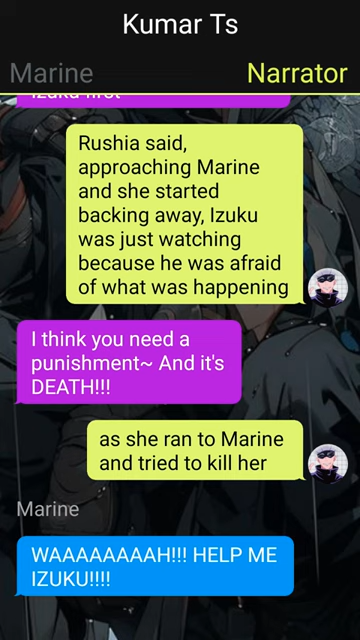 Kumar Ts
Marine
Narrator
Izuku first
Rushia said,
approaching Marine
and she started
backing away, Izuku
was just watching
because he was afraid
of what was happening
I think you need a
punishment~ And it's
DEATH!!!
as she ran to Marine
and tried to kill her
Marine
WAAAAAAAAH!!! HELP ME
IZUKU!!!!